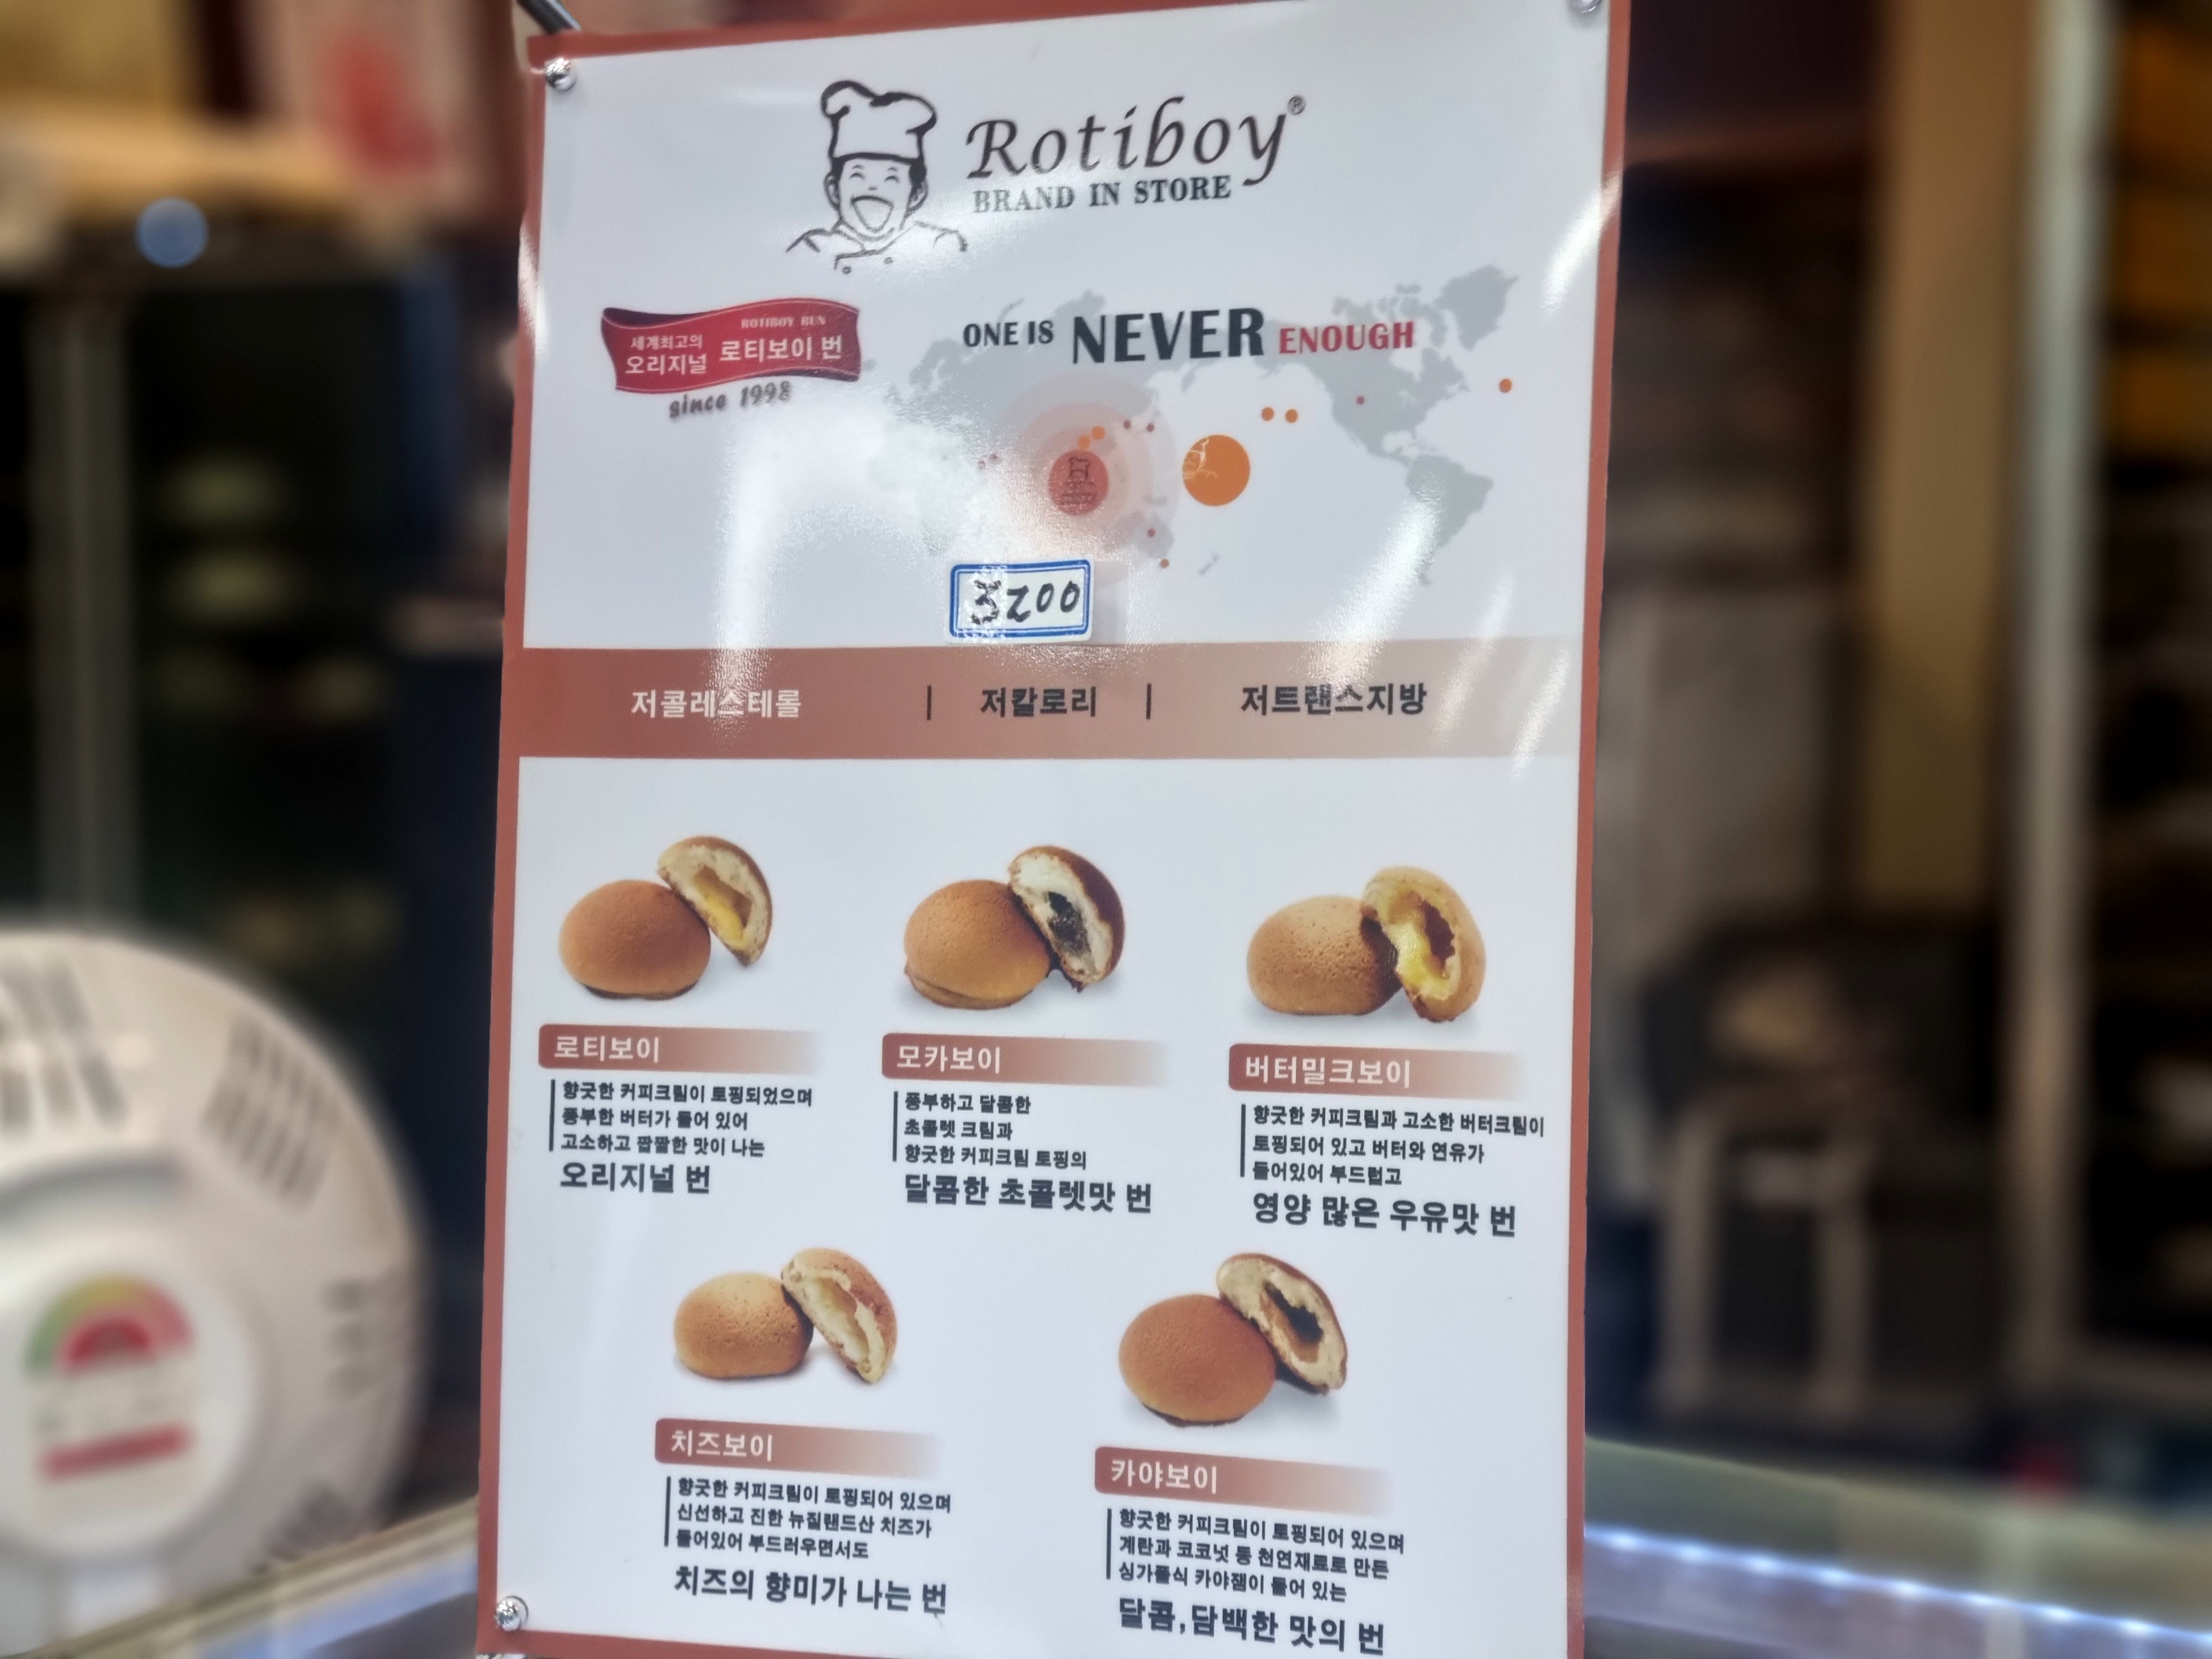 Rotiboy®
BRAND IN STORE
ROTIBOY BUN
세계최고의
오리지널 로티보이 번
since 1998
ONE IS NEVER ENOUGH
3200
저콜레스테롤 | 저칼로리 | 저트랜스지방
로티보이
향긋한 커피크림이 토핑되었으며
풍부한 버터가 들어 있어
고소하고 짭짤한 맛이 나는
오리지널 번
모카보이
풍부하고 달콤한
초콜렛 크림과
향긋한 커피크림 토핑의
달콤한 초콜렛맛 번
버터밀크보이
향긋한 커피크림과 고소한 버터크림이
토핑되어 있고 버터와 연유가
들어있어 부드럽고
영양 많은 우유맛 번
치즈보이
향긋한 커피크림이 토핑되어 있으며
신선하고 진한 뉴질랜드산 치즈가
들어있어 부드러우면서도
치즈의 향미가 나는 번
카야보이
향긋한 커피크림이 토핑되어 있으며
계란과 코코넛 등 천연재료로 만든
싱가폴식 카야잼이 들어 있는
달콤,담백한 맛의 번